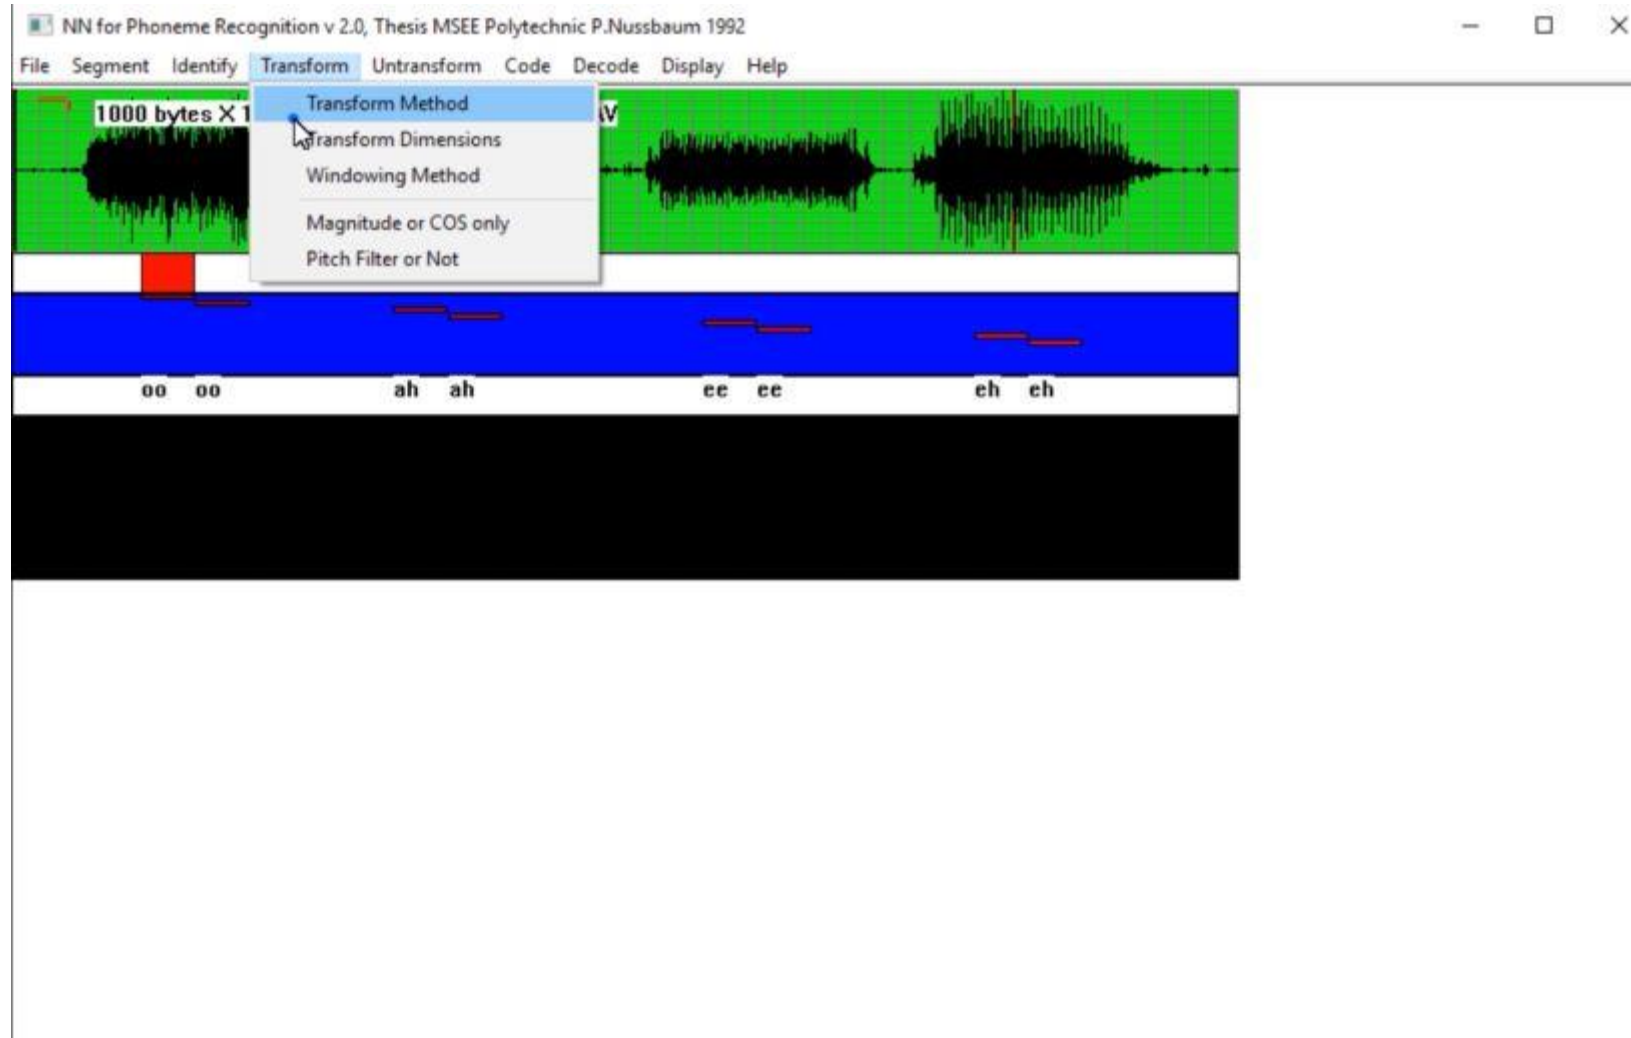 NN for Phoneme Recognition v 2.0, Thesis MSEE Polytechnic P.Nussbaum 1992
File Segment Identify Transform Untransform Code Decode Display Help
Transform Method
1000 bytes X 1
Transform Dimensions
Windowing Method
Magnitude or COS only
Pitch Filter or Not
oo oo ah ah ee ee eh eh